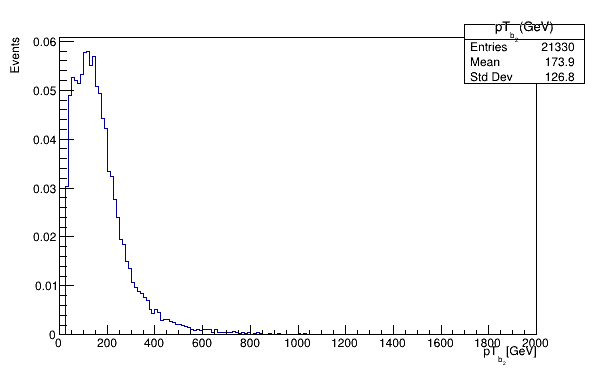 pT_b2 (GeV)
Entries 21330
Mean 173.9
Std Dev 126.8
Events
0.06
0.05
0.04
0.03
0.02
0.01
0
0 200 400 600 800 1000 1200 1400 1600 1800 2000
pT_b2 [GeV]